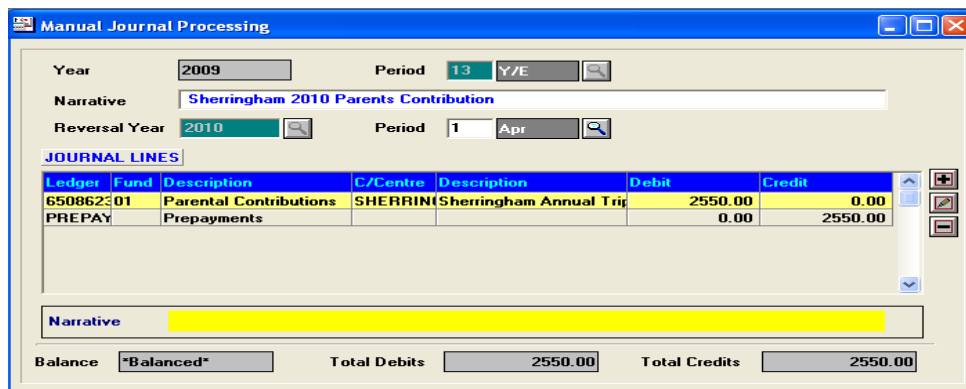 Manual Journal Processing
Year 2009 Period 13 Y/E
Narrative Sherringham 2010 Parents Contribution
Reversal Year 2010 Period 1 Apr
JOURNAL LINES
Ledger Fund Description C/Centre Description Debit Credit
6508623 01 Parental Contributions SHERRIN Sherringham Annual Trip 2550.00 0.00
PREPAY Prepayments 0.00 2550.00
Narrative
Balance *Balanced* Total Debits 2550.00 Total Credits 2550.00